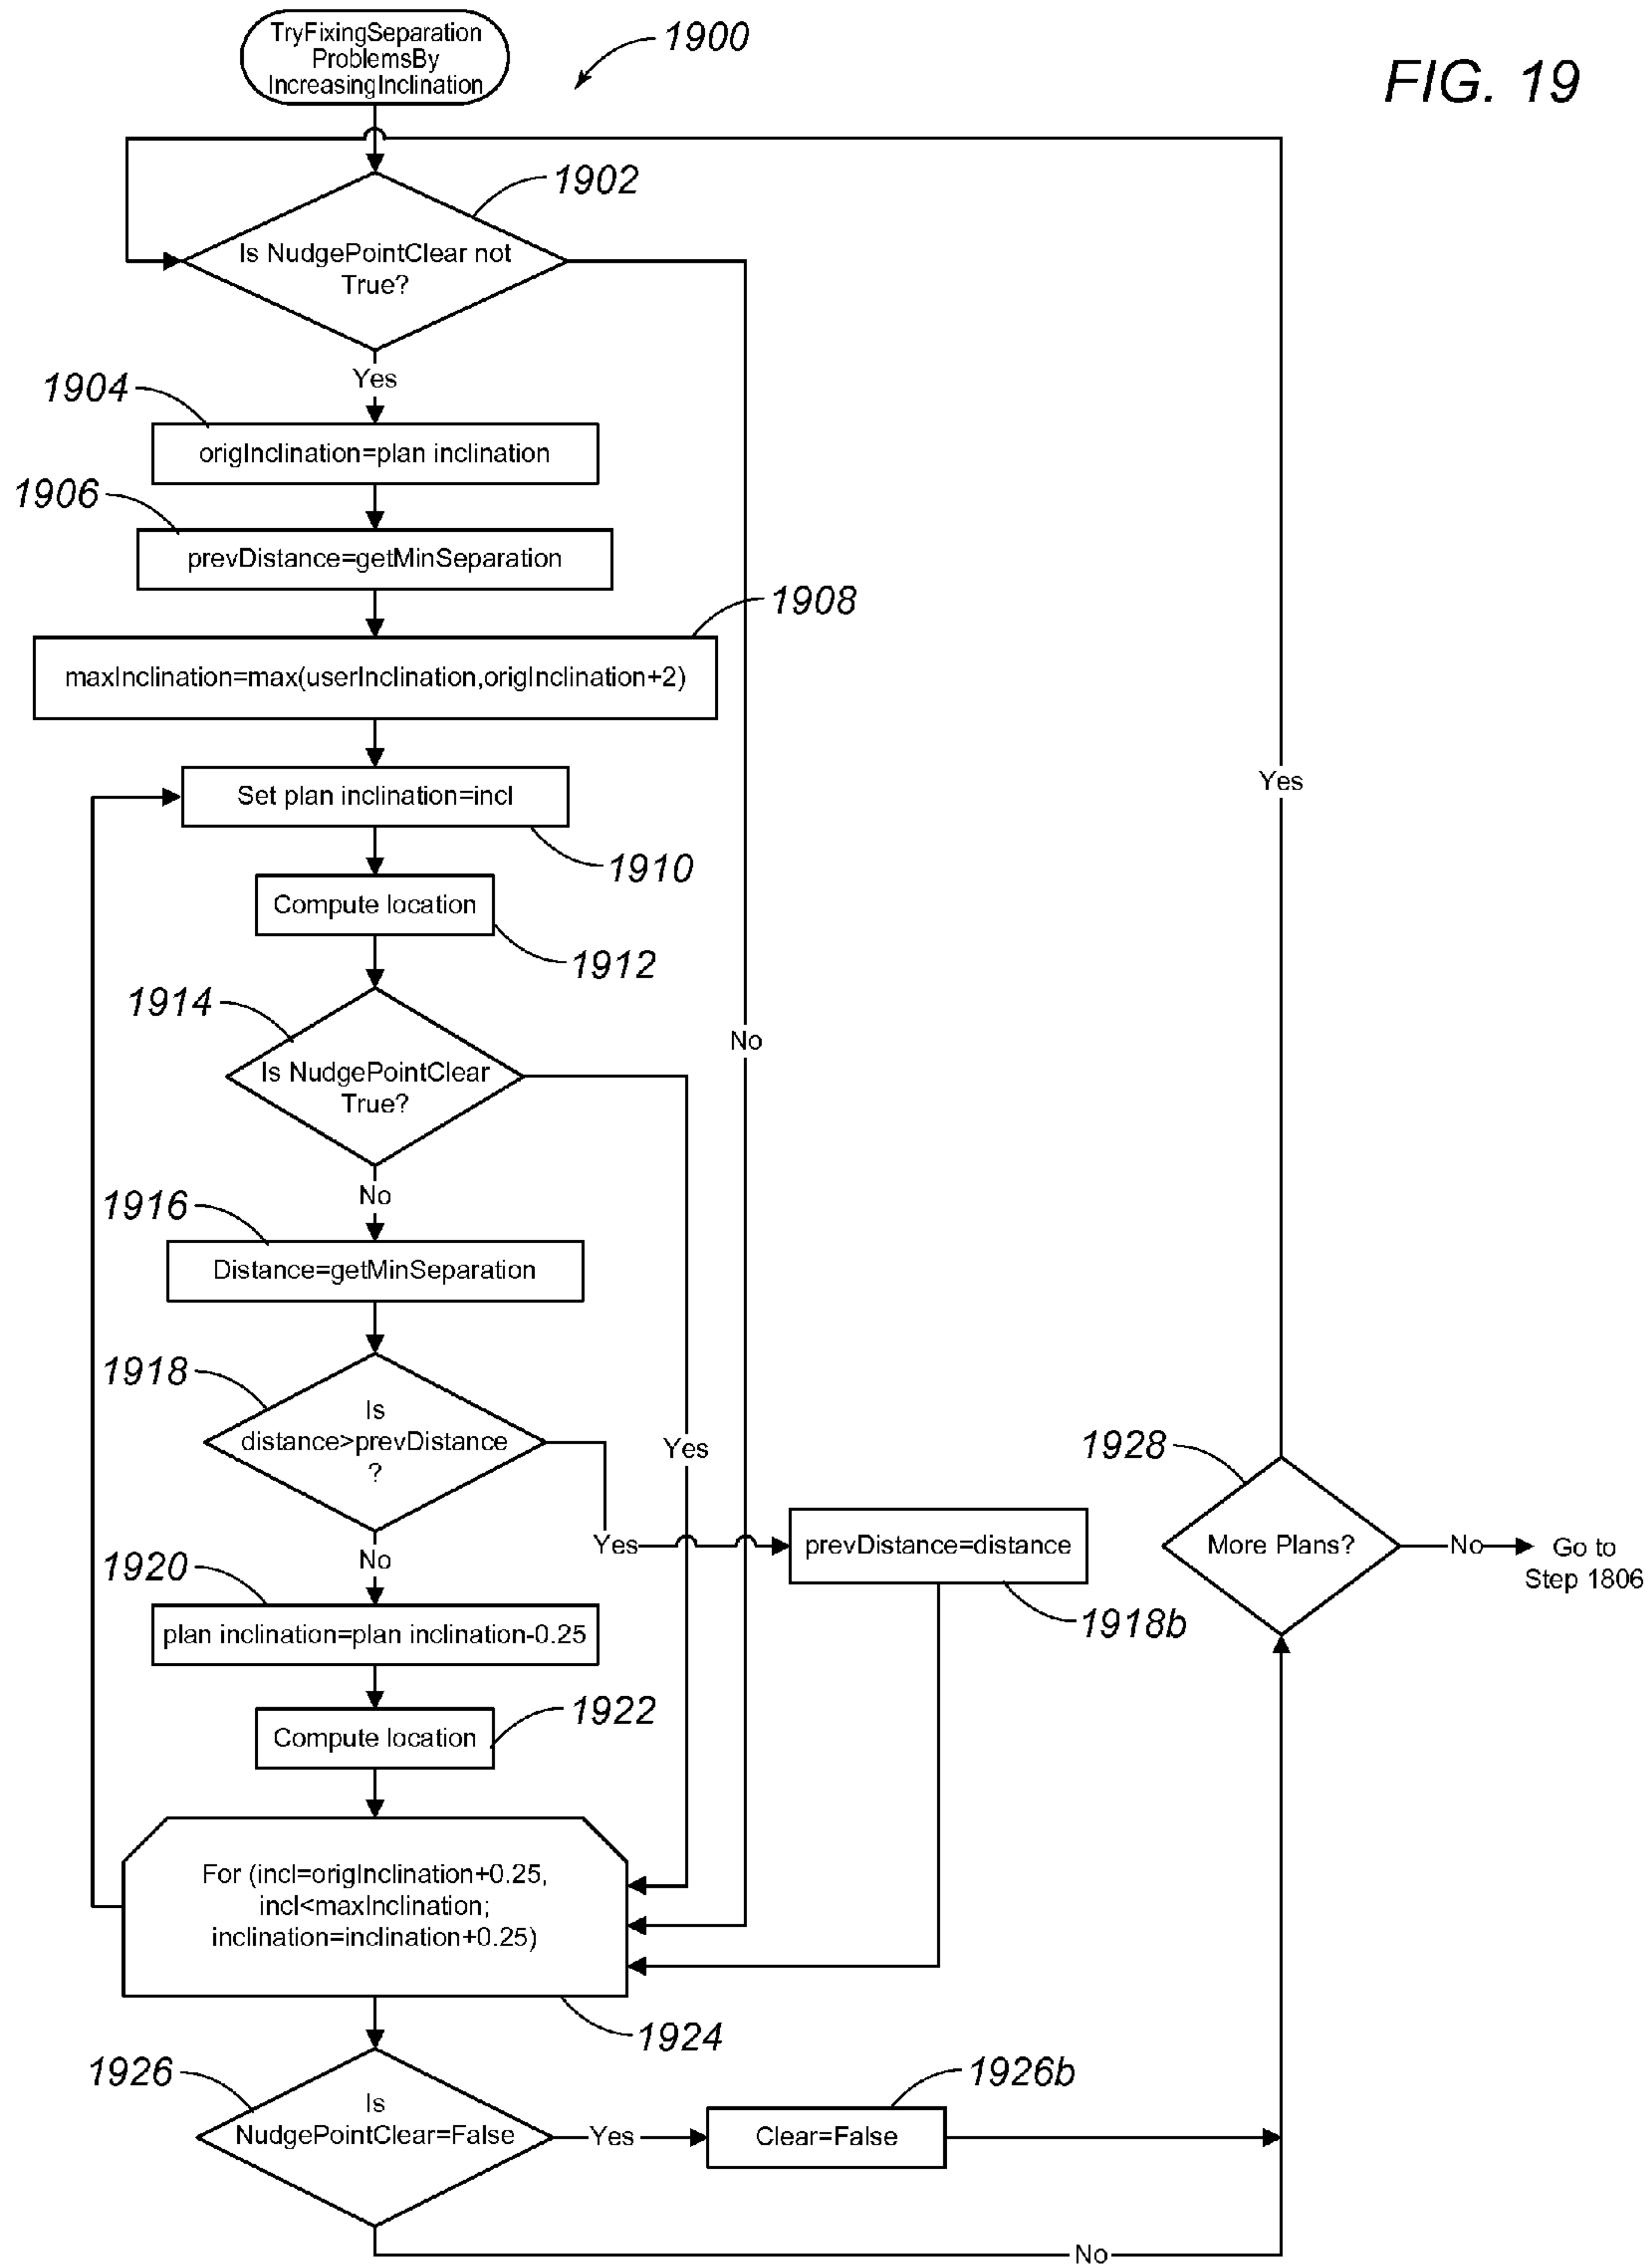 TryFixingSeparation
ProblemsBy
IncreasingInclination
1900
FIG. 19
1902
Is NudgePointClear not
True?
Yes
1904
origInclination=plan inclination
1906
prevDistance=getMinSeparation
1908
maxInclination=max(userInclination,origInclination+2)
Yes
Set plan inclination=incl
1910
Compute location
1912
1914
No
Is NudgePointClear
True?
No
1916
Distance=getMinSeparation
1918
Is
distance>prevDistance
?
Yes
1928
Yes
prevDistance=distance
More Plans?
No
Go to
Step 1806
No
1920
1918b
plan inclination=plan inclination-0.25
1922
Compute location
For (incl=origInclination+0.25,
incl<maxInclination;
inclination=inclination+0.25)
1924
1926
1926b
Is
NudgePointClear=False
Yes
Clear=False
No